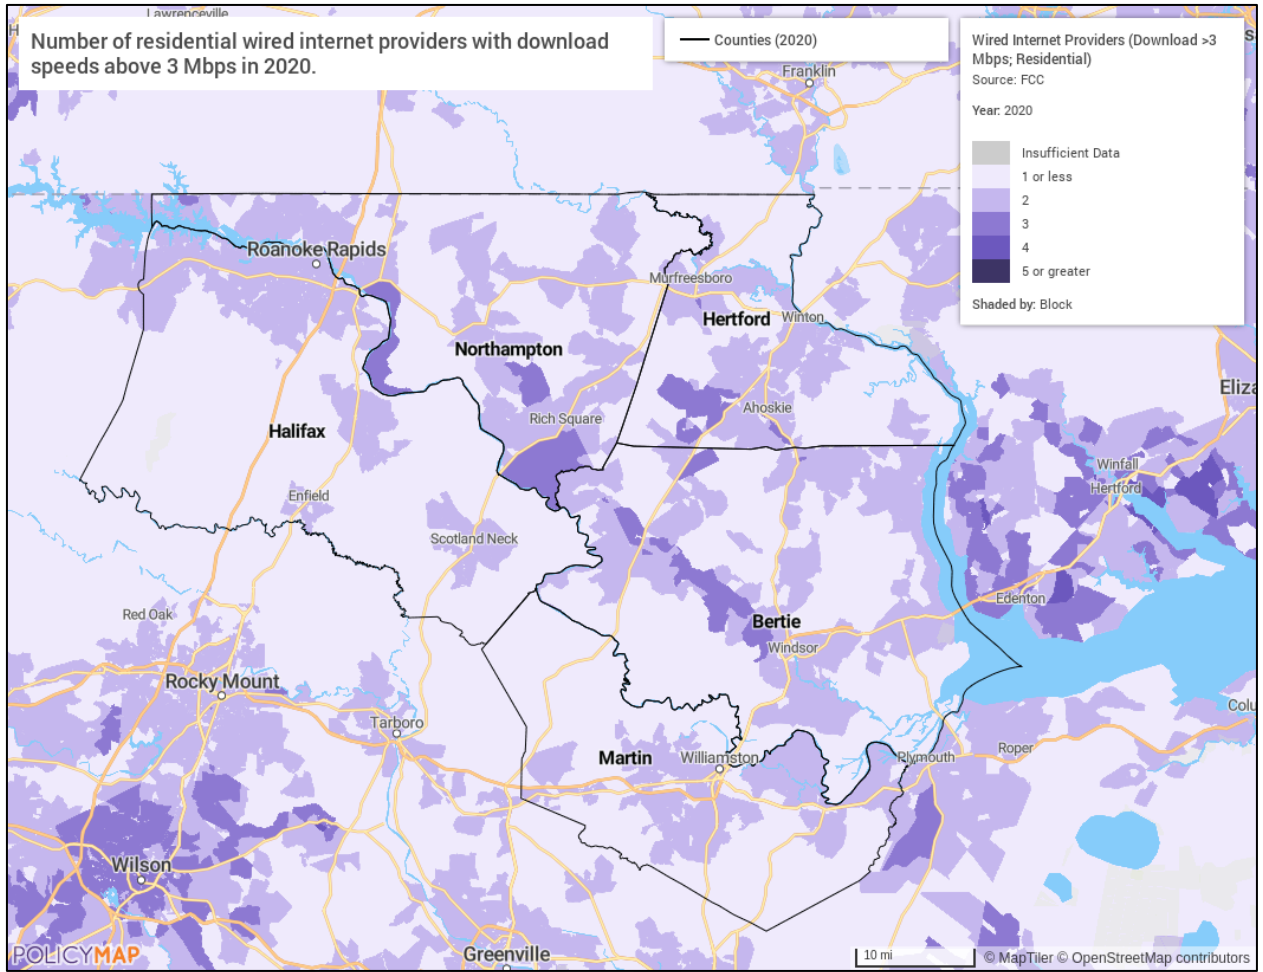 Lawrenceville
Number of residential wired internet providers with download
speeds above 3 Mbps in 2020.
Counties (2020)
Wired Internet Providers (Download >3
Mbps; Residential)
Source: FCC
Year: 2020
Insufficient Data
1 or less
2
3
4
5 or greater
Shaded by: Block
Franklin
Roanoke Rapids
Murfreesboro
Hertford
Winton
Northampton
Eliza
Rich Square
Ahoskie
Halifax
Winfall
Hertford
Enfield
Scotland Neck
Edenton
Red Oak
Bertie
Windsor
Rocky Mount
Colu
Tarboro
Martin
Williamston
Plymouth
Roper
Wilson
Greenville
POLICYMAP
10 mi
© MapTiler © OpenStreetMap contributors